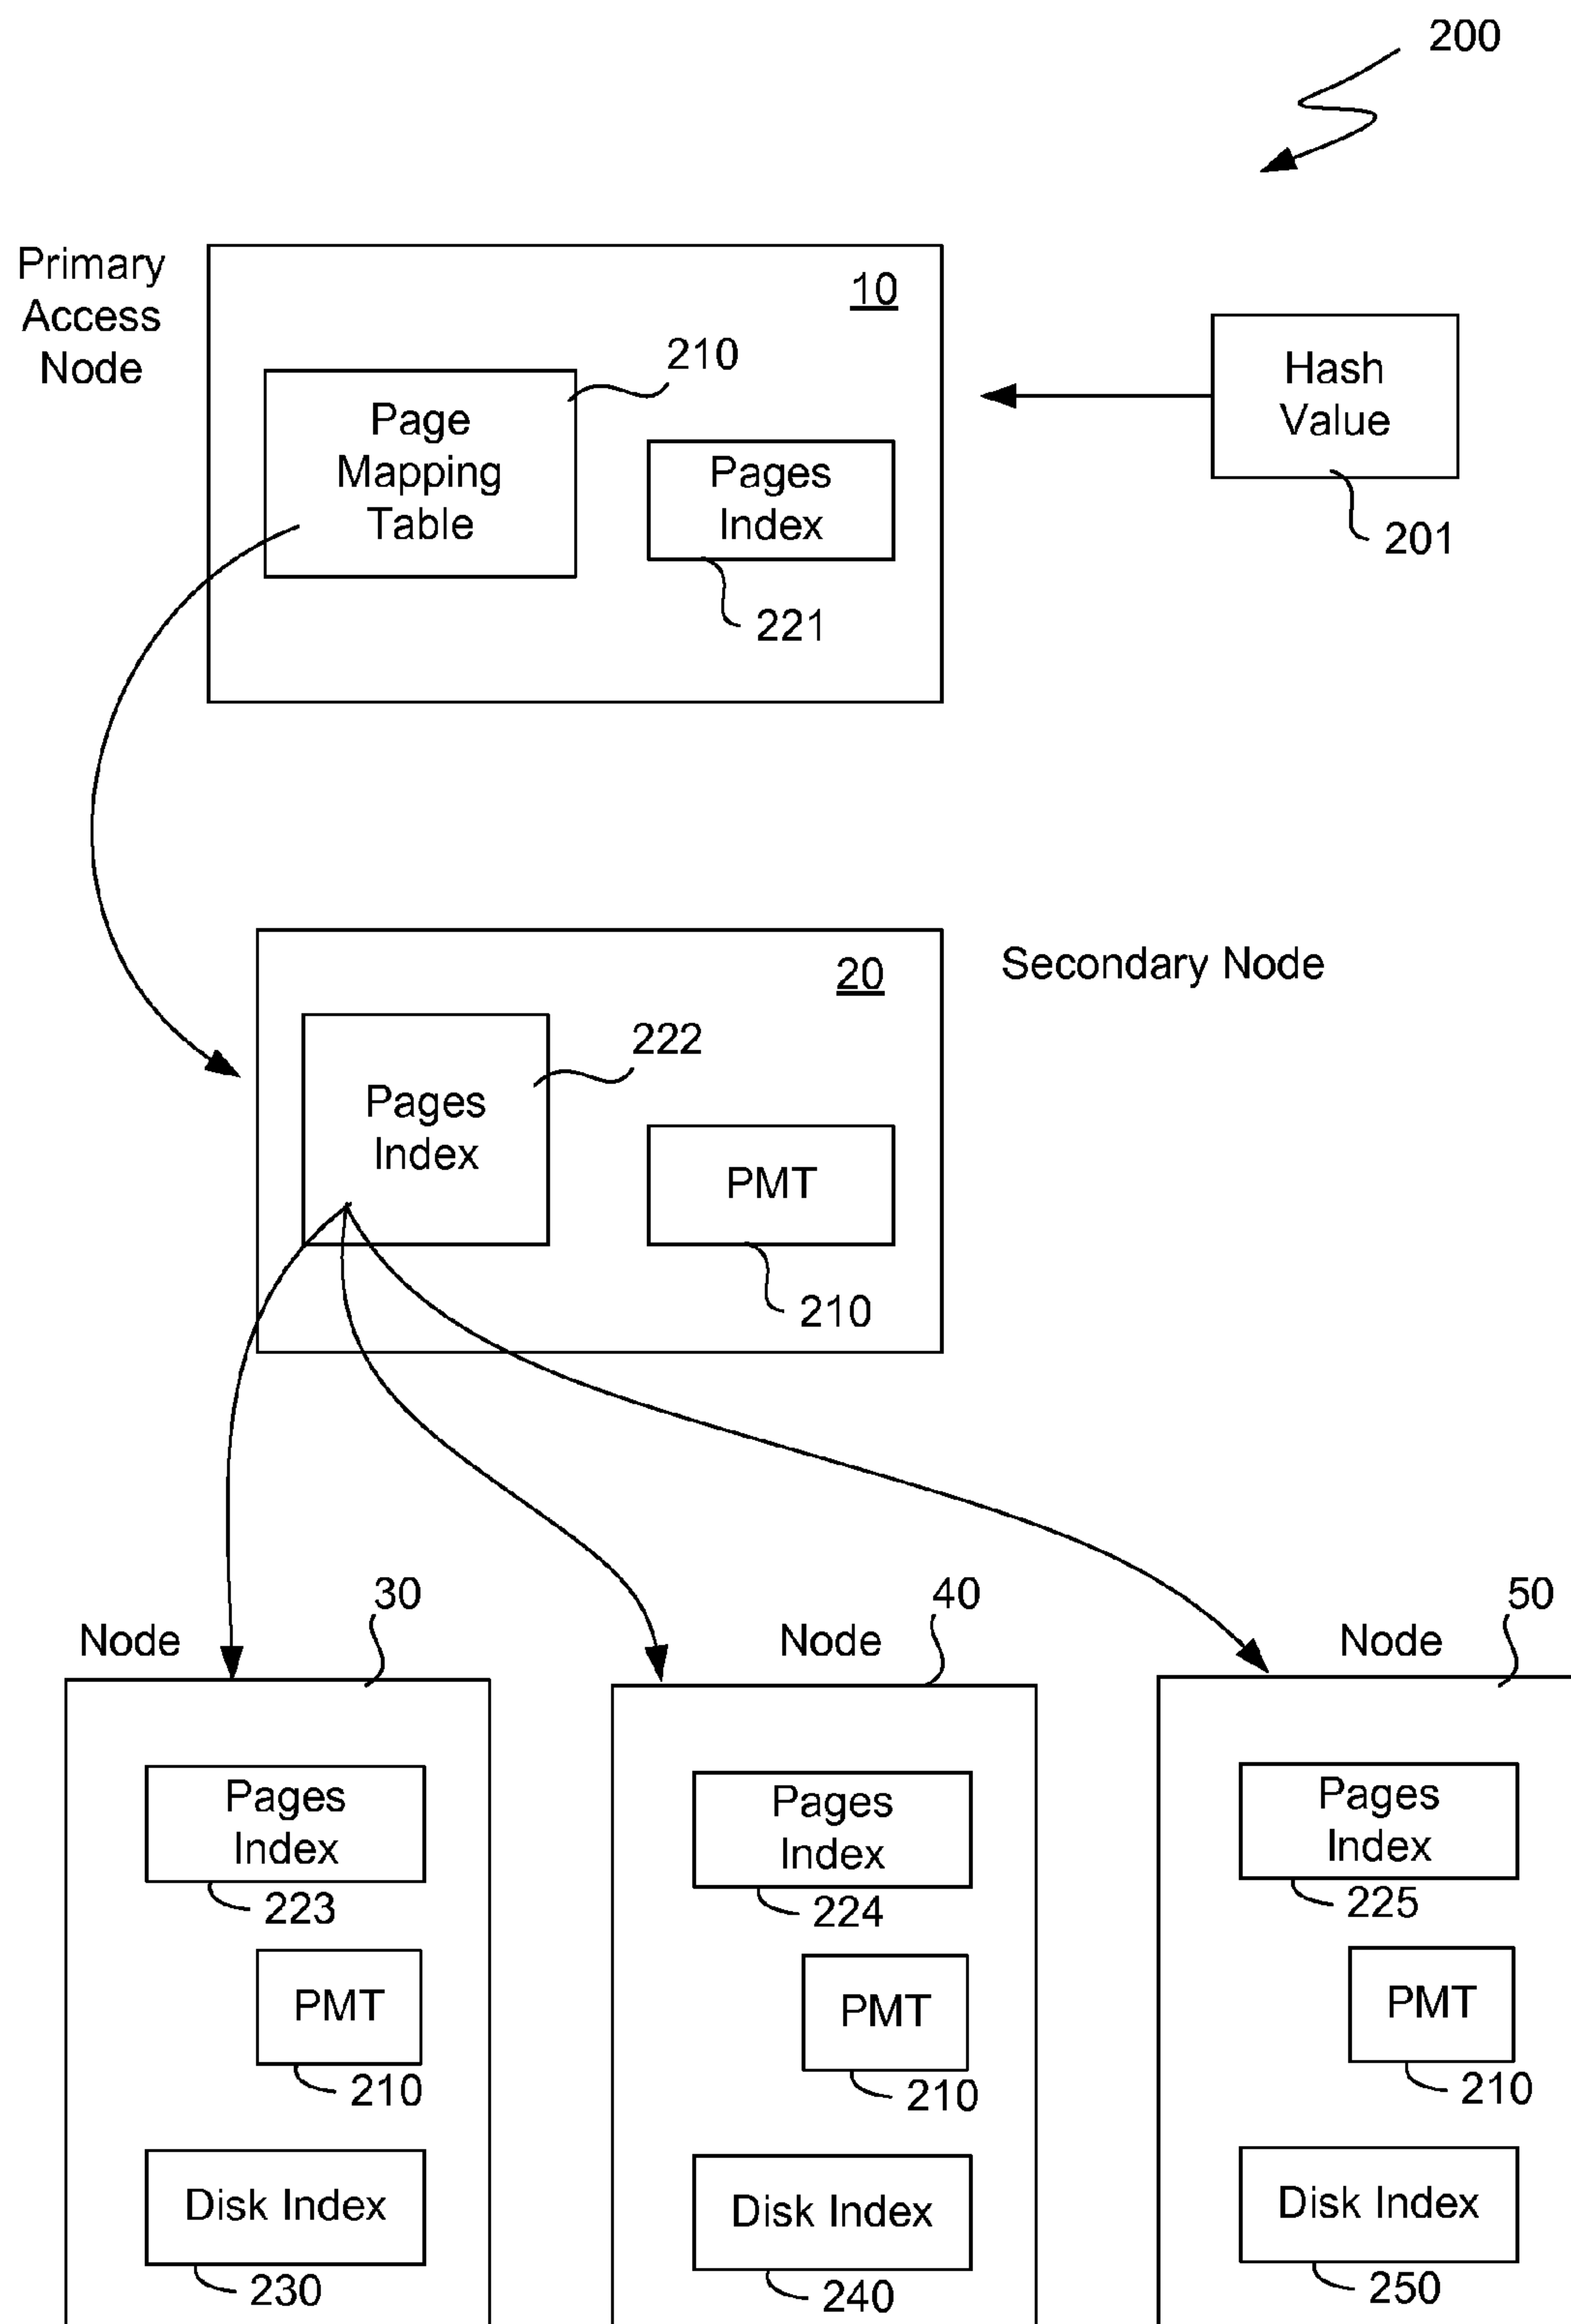 200
Primary
Access
Node
10
210
Page
Mapping
Table
Pages
Index
221
Hash
Value
201
20
Secondary Node
222
Pages
Index
PMT
210
30
Node
40
Node
50
Node
Pages
Index
223
Pages
Index
224
Pages
Index
225
PMT
210
PMT
210
PMT
210
Disk Index
230
Disk Index
240
Disk Index
250